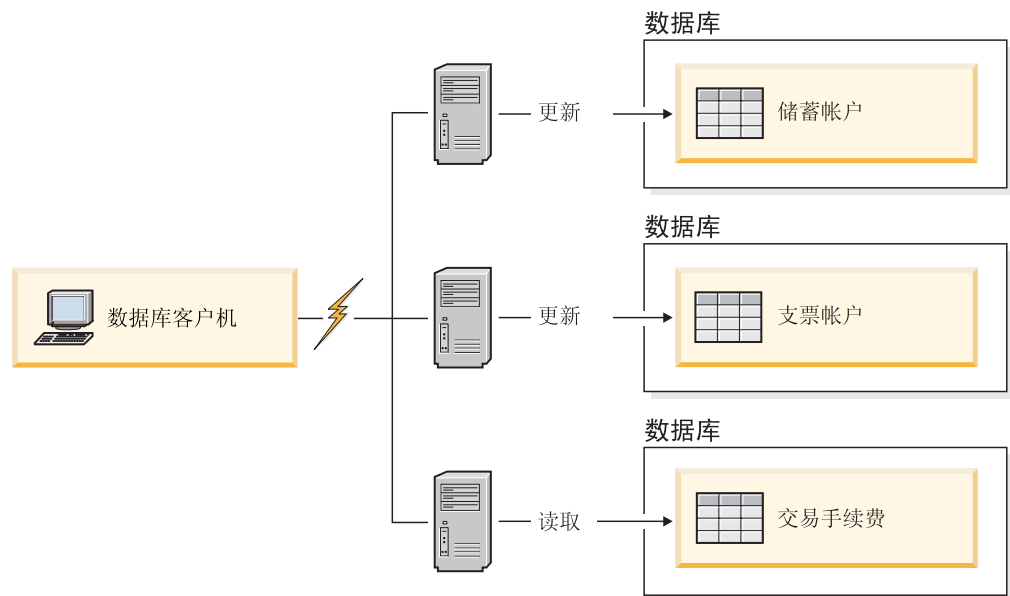 数据库
更新
储蓄帐户
数据库
数据库客户机
更新
支票帐户
数据库
读取
交易手续费